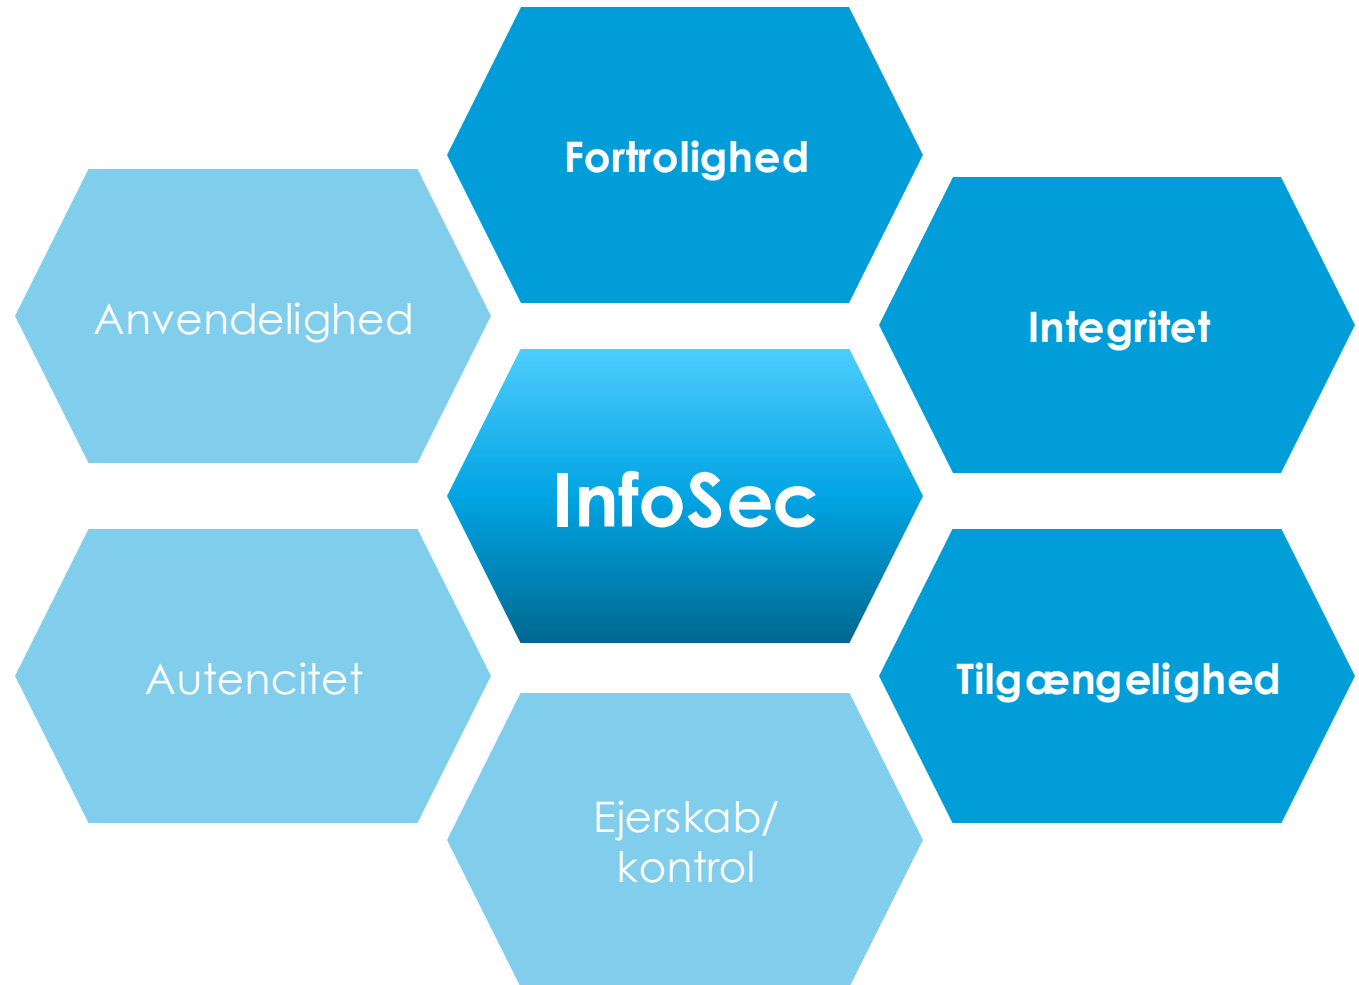 Fortrolighed
Integritet
Tilgængelighed
Ejerskab/
kontrol
Autencitet
Anvendelighed
InfoSec